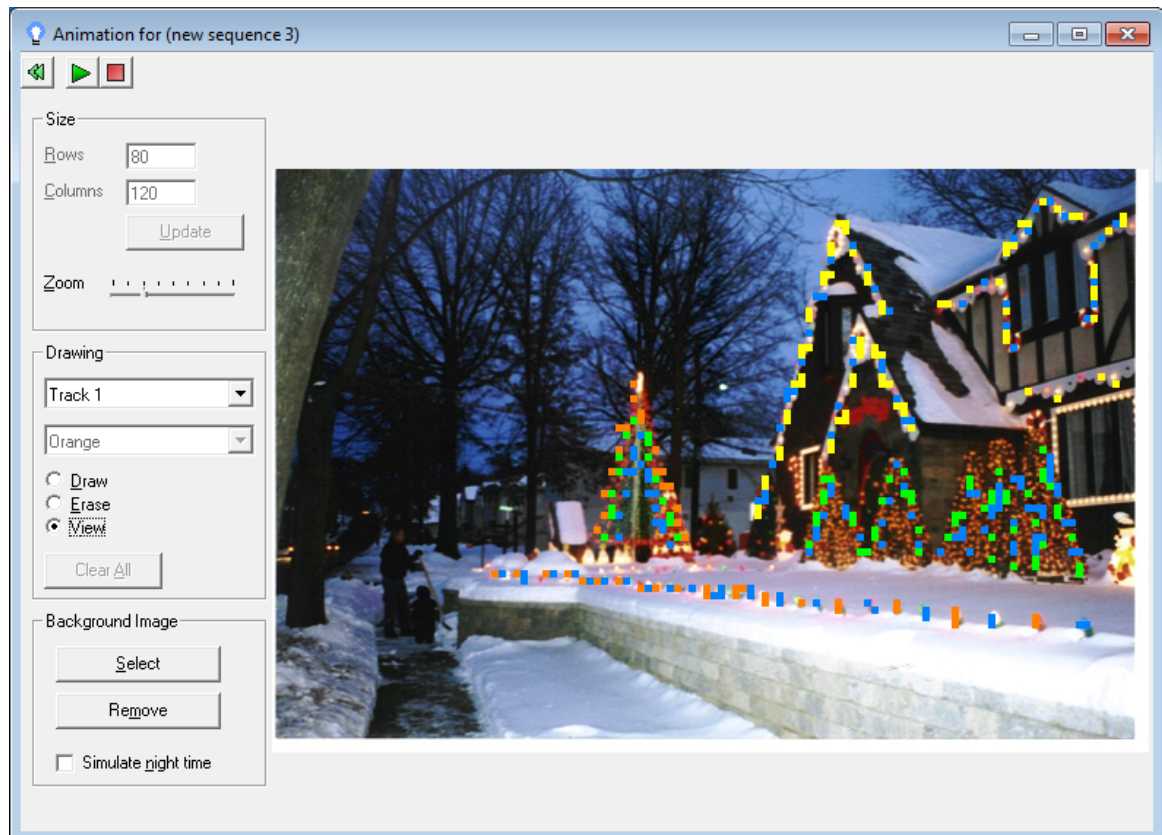 Animation for (new sequence 3)
Size
Rows 80
Columns 120
Update
Zoom
Drawing
Track 1
Orange
Draw
Erase
View
Clear All
Background Image
Select
Remove
Simulate night time